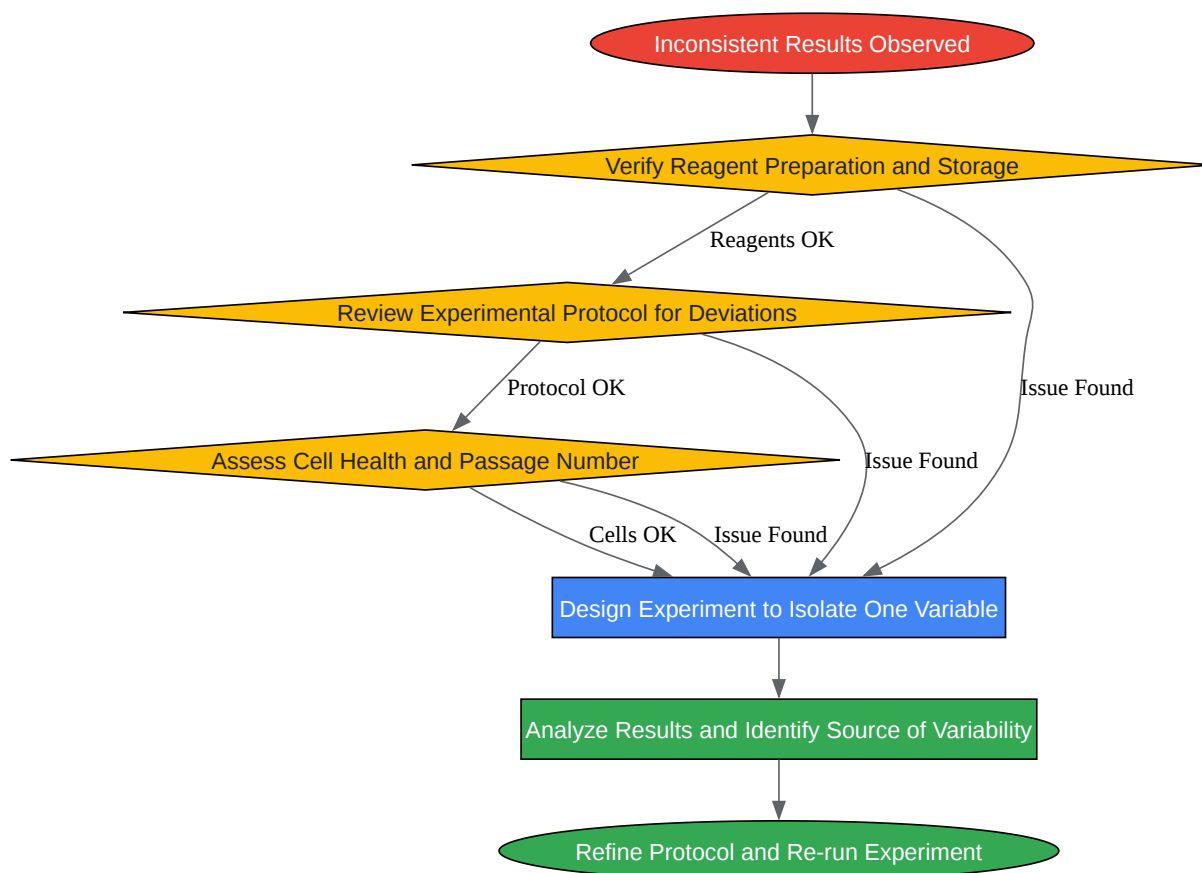 Inconsistent Results Observed
Verify Reagent Preparation and Storage
Reagents OK
Review Experimental Protocol for Deviations
Protocol OK
Issue Found
Assess Cell Health and Passage Number
Issue Found
Cells OK
Issue Found
Design Experiment to Isolate One Variable
Analyze Results and Identify Source of Variability
Refine Protocol and Re-run Experiment